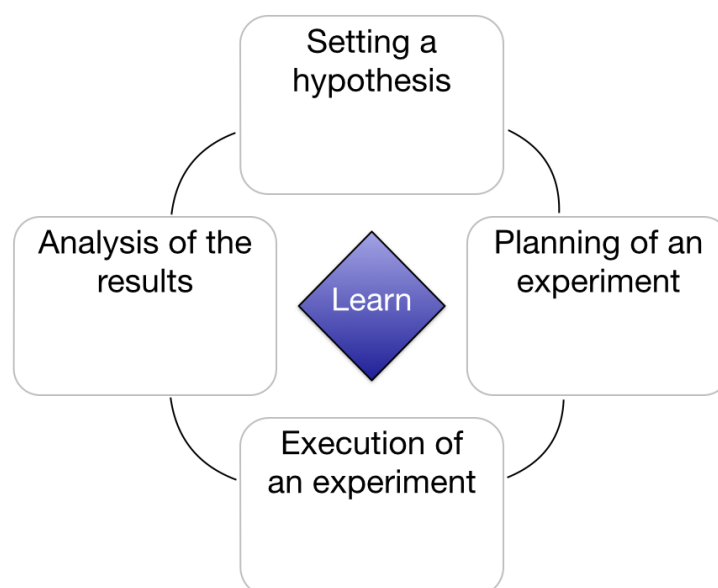 Setting a
hypothesis
Analysis of the
results
Learn
Planning of an
experiment
Execution of
an experiment